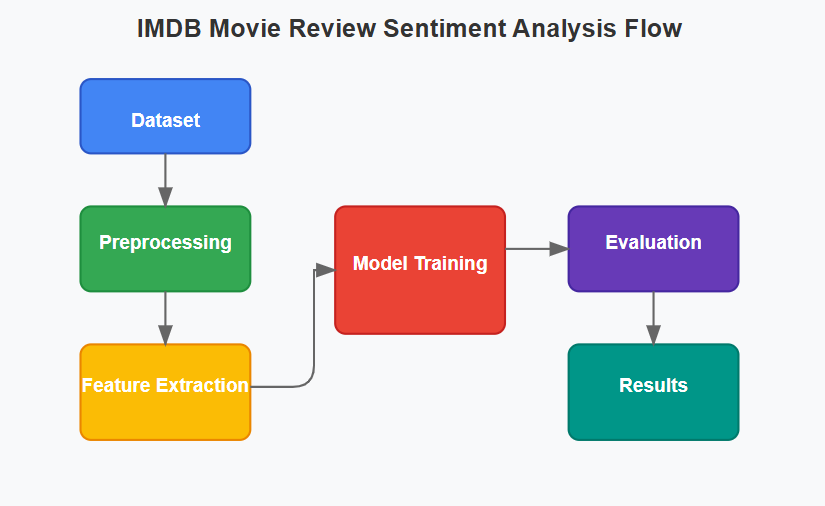 IMDB Movie Review Sentiment Analysis Flow
Dataset
Preprocessing
Feature Extraction
Model Training
Evaluation
Results